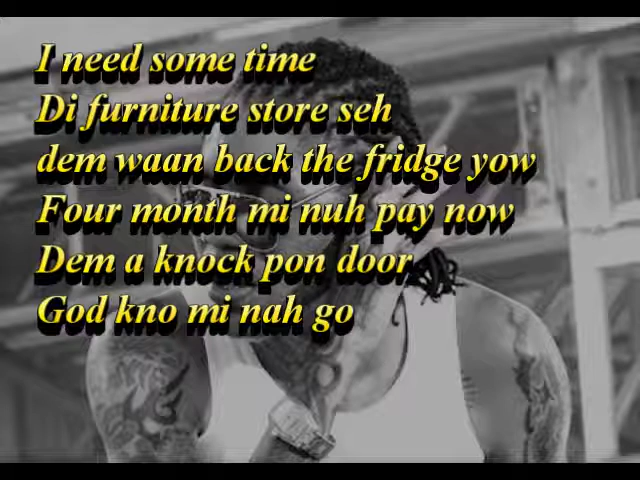 I need some time
Di furniture store seh
dem waan back the fridge yow
Four month mi nuh pay now
Dem a knock pon door
God kno mi nah go